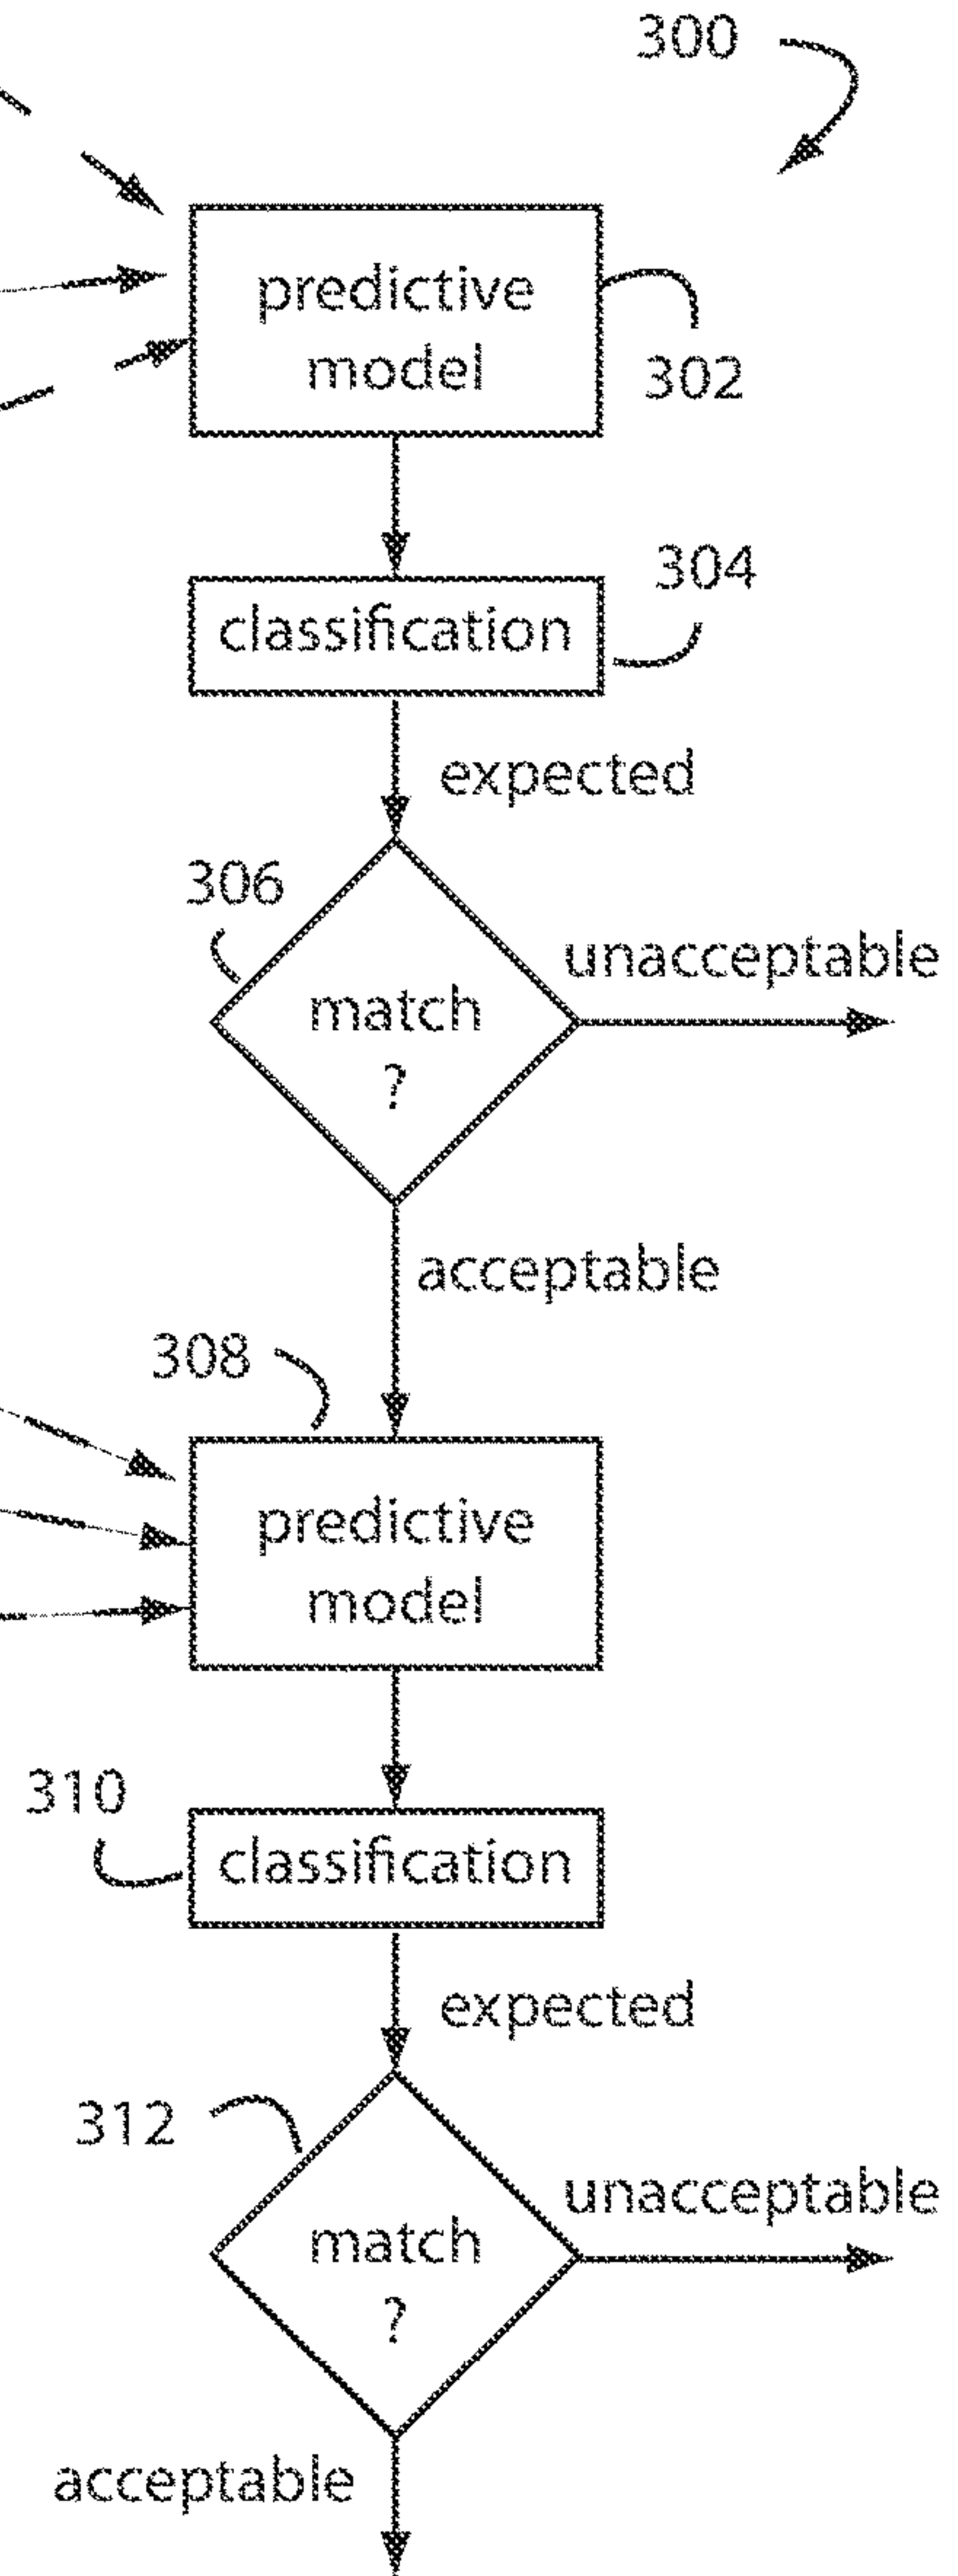 300
predictive
model
302
304
classification
expected
306
unacceptable
match
?
acceptable
308
predictive
model
310
classification
expected
312
unacceptable
match
?
acceptable